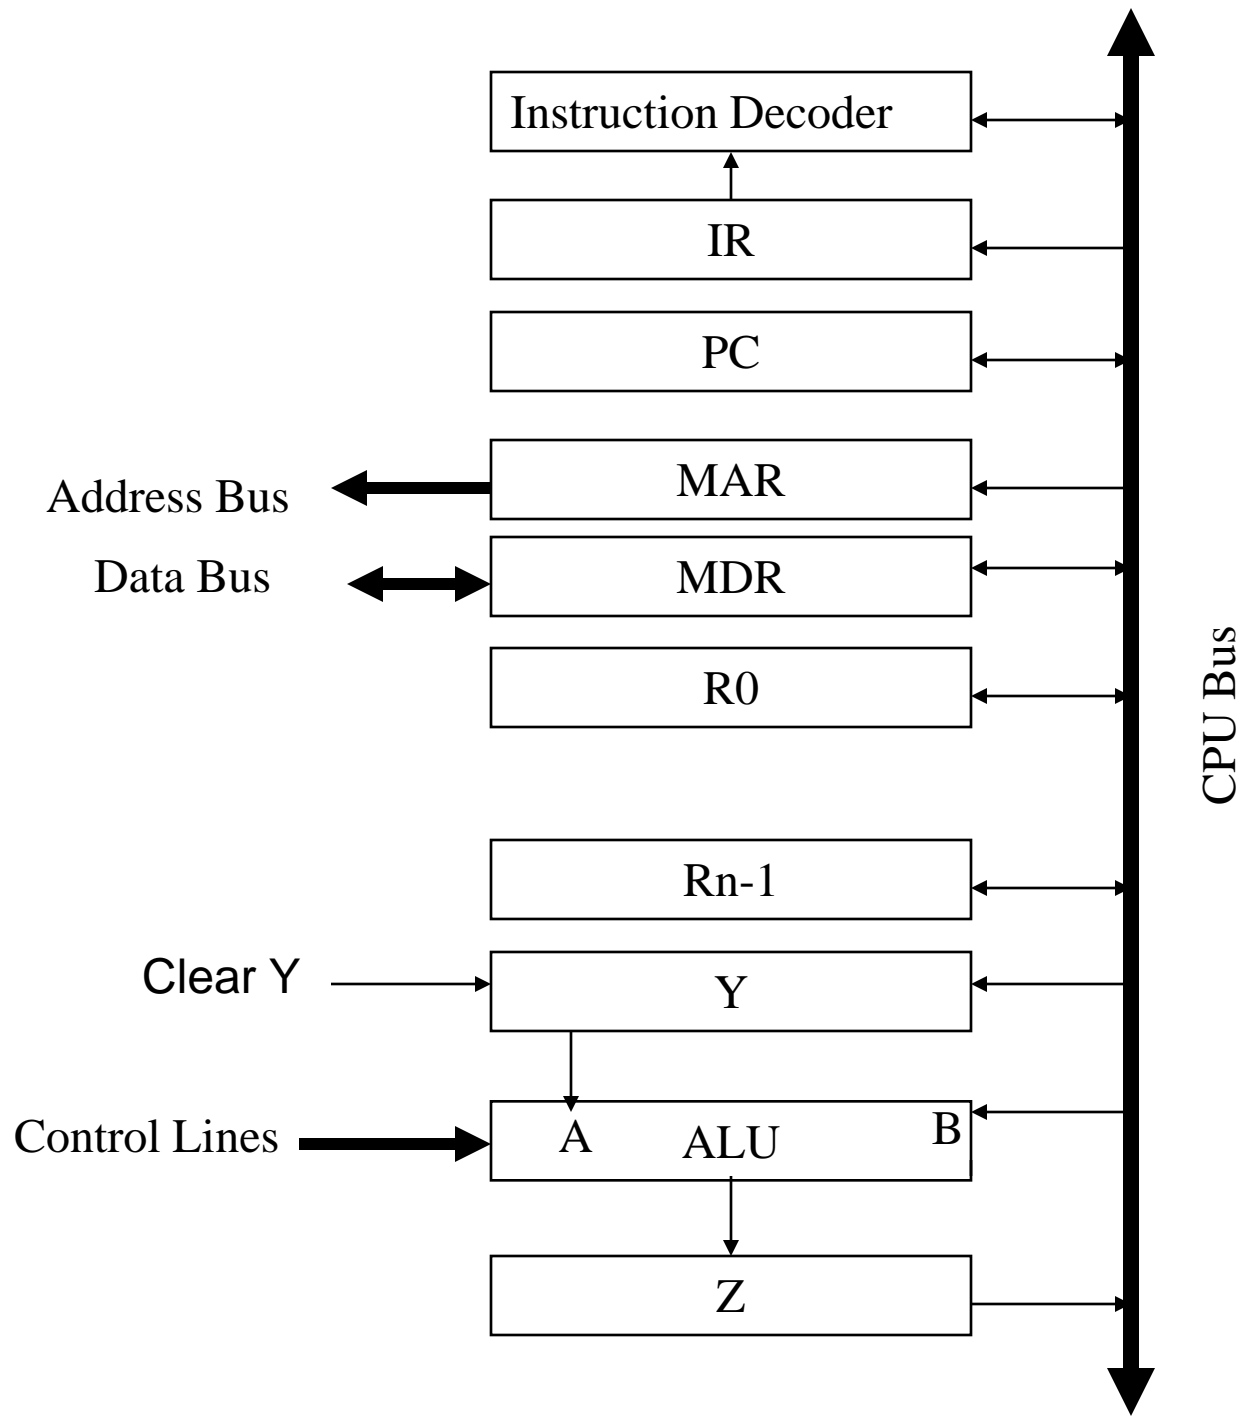 Instruction Decoder
IR
PC
MAR
Address Bus
MDR
Data Bus
R0
CPU Bus
Rn-1
Clear Y
Y
Control Lines
A
ALU
B
Z